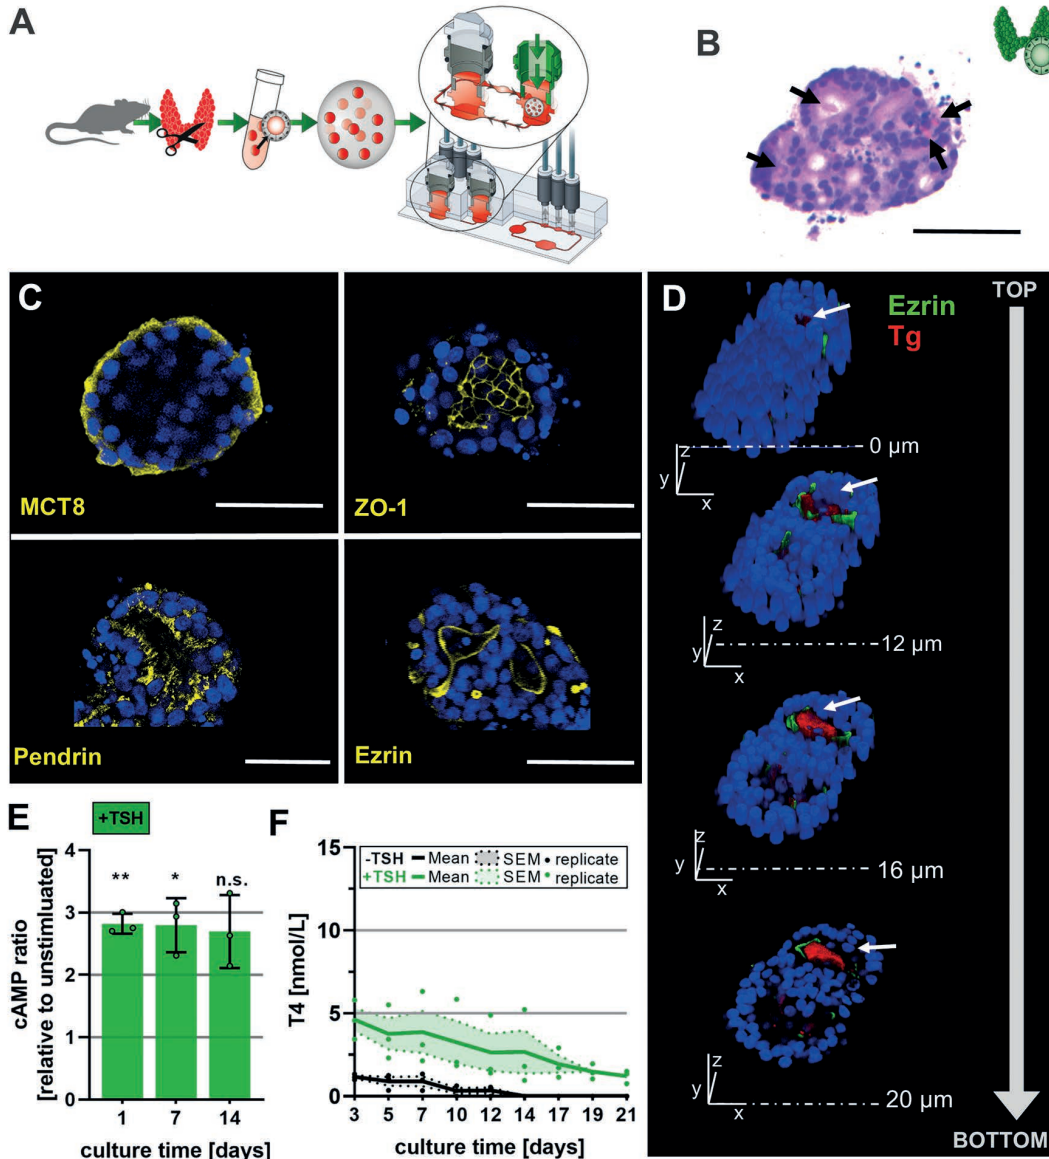 A
B
C
MCT8
ZO-1
Pendrin
Ezrin
D
Ezrin
Tg
TOP
z
y
x
0 µm
z
y
x
12 µm
z
y
x
16 µm
z
y
x
20 µm
BOTTOM
E
+TSH
cAMP ratio
[relative to unstimluated]
4
3
2
1
0
**
*
n.s.
1 7 14
culture time [days]
F
T4 [nmol/L]
15
10
5
0
-TSH Mean SEM replicate
+TSH Mean SEM replicate
3 5 7 10 12 14 17 19 21
culture time [days]